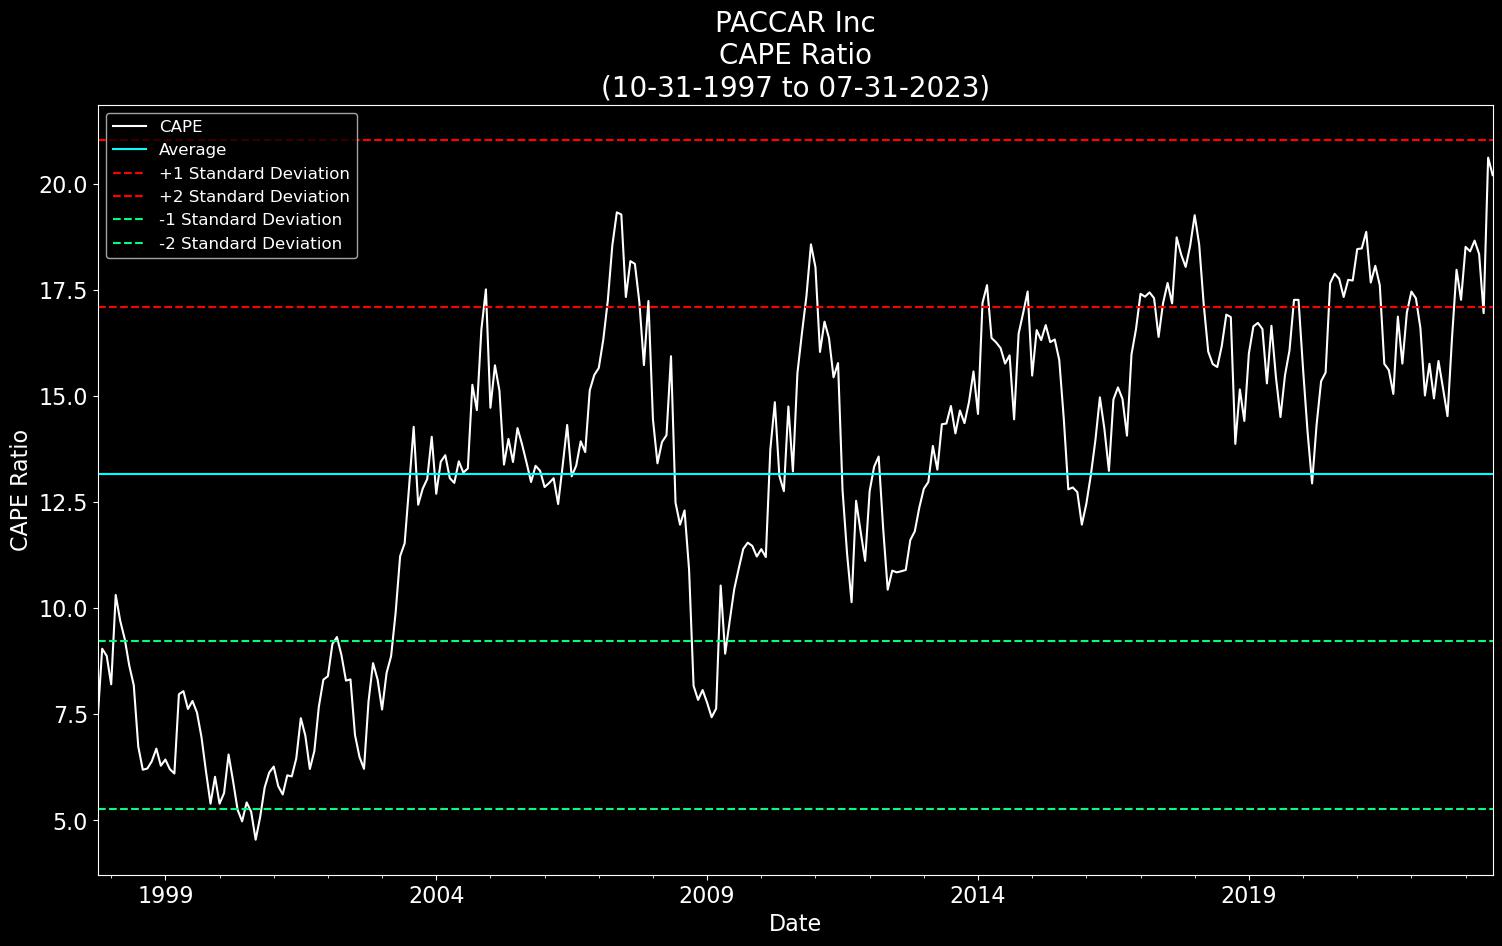 PACCAR Inc
CAPE Ratio
(10-31-1997 to 07-31-2023)
CAPE
Average
+1 Standard Deviation
+2 Standard Deviation
-1 Standard Deviation
-2 Standard Deviation
20.0
17.5
15.0
12.5
10.0
7.5
5.0
CAPE Ratio
1999
2004
2009
2014
2019
Date